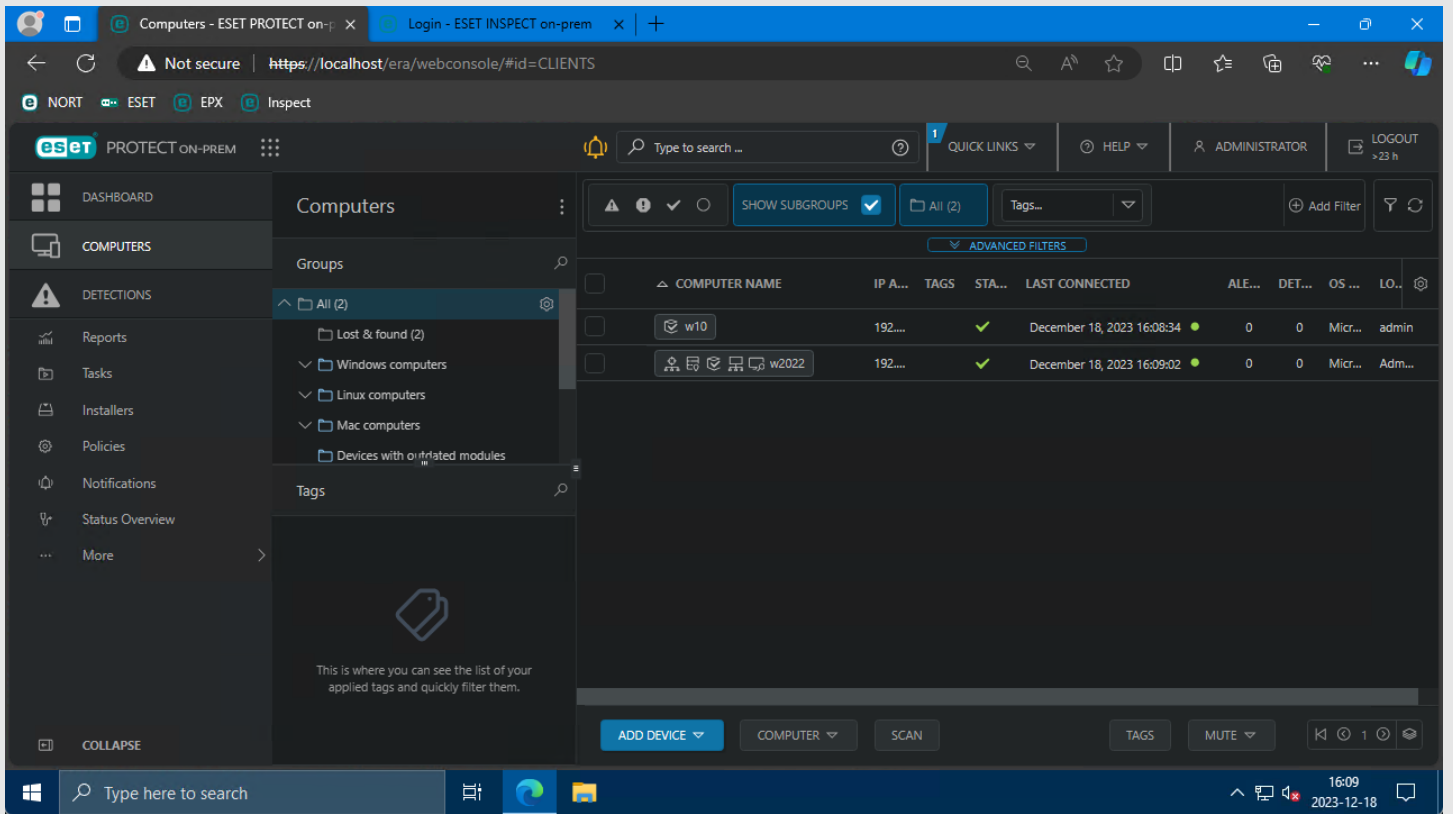 Computers - ESET PROTECT on-p
Login - ESET INSPECT on-prem
Not secure https://localhost/era/webconsole/#id=CLIENTS
NORT ESET EPX Inspect
eset PROTECT ON-PREM
Type to search ...
1
QUICK LINKS
HELP
ADMINISTRATOR
LOGOUT
>23 h
DASHBOARD
COMPUTERS
DETECTIONS
Reports
Tasks
Installers
Policies
Notifications
Status Overview
More
COLLAPSE
Computers
Groups
All (2)
Lost & found (2)
Windows computers
Linux computers
Mac computers
Devices with outdated modules
Tags
This is where you can see the list of your
applied tags and quickly filter them.
SHOW SUBGROUPS All (2) Tags... Add Filter
ADVANCED FILTERS
COMPUTER NAME IP A... TAGS STA... LAST CONNECTED ALE... DET... OS ... LO..
w10 192.... December 18, 2023 16:08:34 0 0 Micr... admin
w2022 192.... December 18, 2023 16:09:02 0 0 Micr... Adm...
ADD DEVICE COMPUTER SCAN TAGS MUTE 1
Type here to search
16:09
2023-12-18